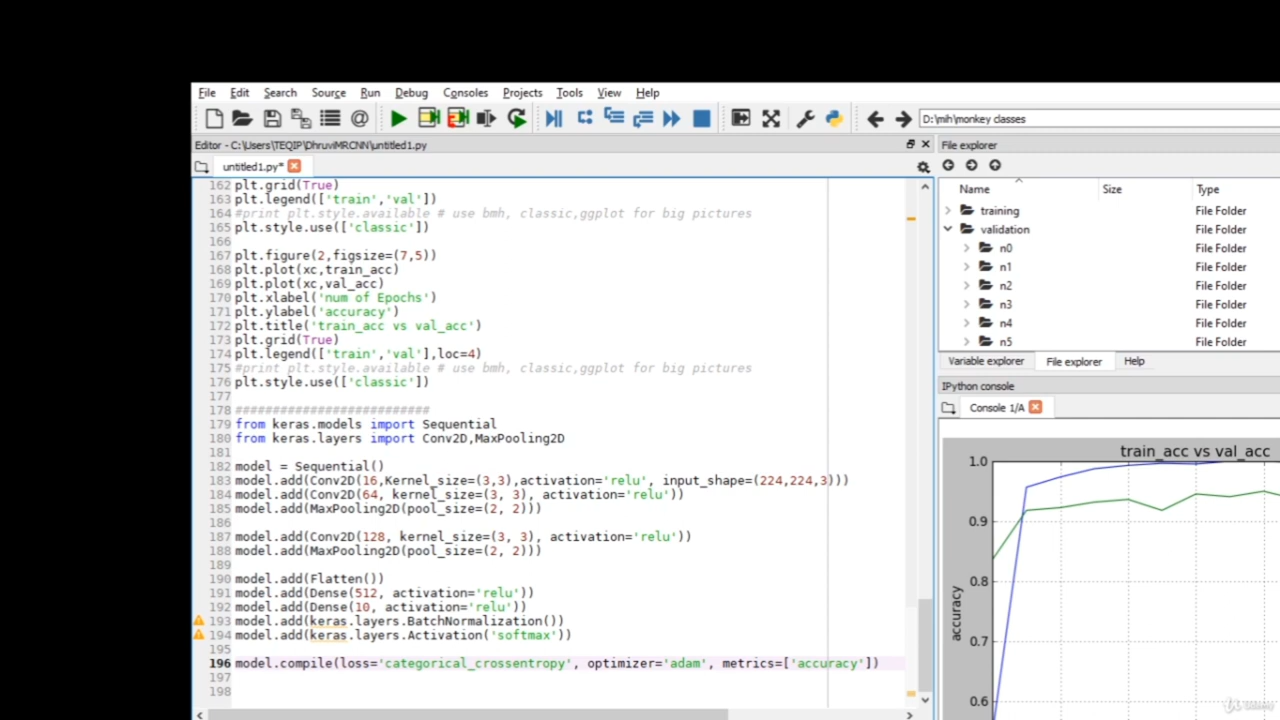 File Edit Search Source Run Debug Consoles Projects Tools View Help
D:\mih\monkey classes
Editor - C:\Users\TEQIP\DhruviMRCNN\untitled1.py
untitled1.py*
162 plt.grid(True)
163 plt.legend(['train','val'])
164 #print plt.style.available # use bmh, classic,ggplot for big pictures
165 plt.style.use(['classic'])
166
167 plt.figure(2,figsize=(7,5))
168 plt.plot(xc,train_acc)
169 plt.plot(xc,val_acc)
170 plt.xlabel('num of Epochs')
171 plt.ylabel('accuracy')
172 plt.title('train_acc vs val_acc')
173 plt.grid(True)
174 plt.legend(['train','val'],loc=4)
175 #print plt.style.available # use bmh, classic,ggplot for big pictures
176 plt.style.use(['classic'])
177
178 ##########################
179 from keras.models import Sequential
180 from keras.layers import Conv2D,MaxPooling2D
181
182 model = Sequential()
183 model.add(Conv2D(16,Kernel_size=(3,3),activation='relu', input_shape=(224,224,3)))
184 model.add(Conv2D(64, kernel_size=(3, 3), activation='relu'))
185 model.add(MaxPooling2D(pool_size=(2, 2)))
186
187 model.add(Conv2D(128, kernel_size=(3, 3), activation='relu'))
188 model.add(MaxPooling2D(pool_size=(2, 2)))
189
190 model.add(Flatten())
191 model.add(Dense(512, activation='relu'))
192 model.add(Dense(10, activation='relu'))
193 model.add(keras.layers.BatchNormalization())
194 model.add(keras.layers.Activation('softmax'))
195
196 model.compile(loss='categorical_crossentropy', optimizer='adam', metrics=['accuracy'])
197
198
File explorer
Name Size Type
training File Folder
validation File Folder
n0 File Folder
n1 File Folder
n2 File Folder
n3 File Folder
n4 File Folder
n5 File Folder
Variable explorer File explorer Help
IPython console
Console 1/A
train_acc vs val_acc
1.0
0.9
0.8
0.7
0.6
accuracy
Udemy